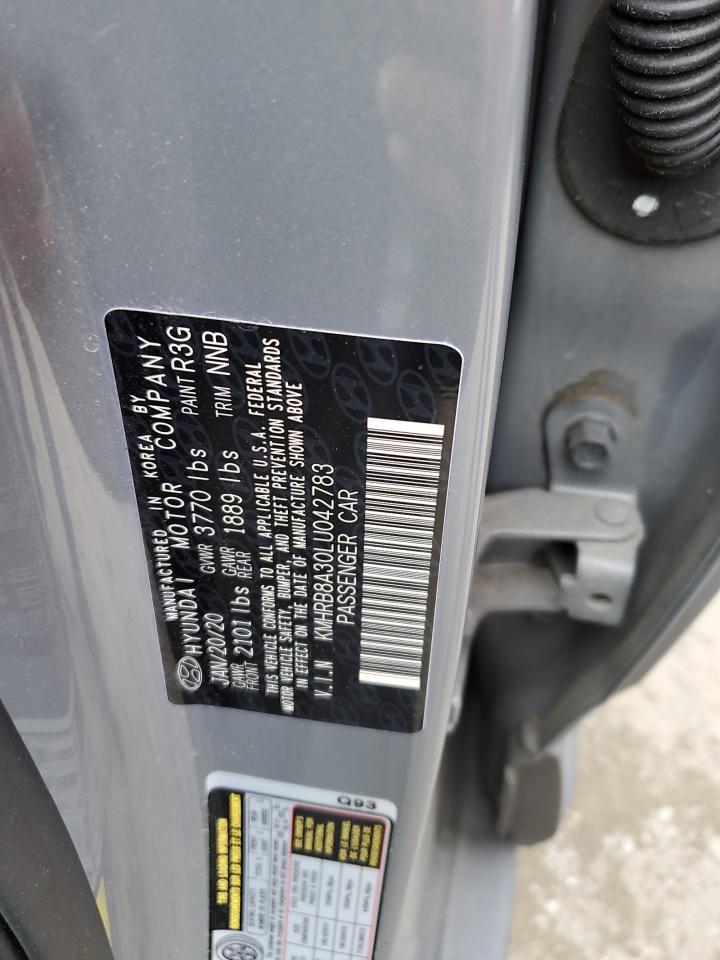 MANUFACTURED IN KOREA BY
HYUNDAI MOTOR COMPANY
JAN/20/20 GVWR 3770 lbs PAINT R3G
GAWR FRONT 2101 lbs GAWR REAR 1889 lbs TRIM NNB
THIS VEHICLE CONFORMS TO ALL APPLICABLE U.S.A. FEDERAL
MOTOR VEHICLE SAFETY, BUMPER, AND THEFT PREVENTION STANDARDS
IN EFFECT ON THE DATE OF MANUFACTURE SHOWN ABOVE
V.I.N KMHRB8A30LU042783
PASSENGER CAR
Q93